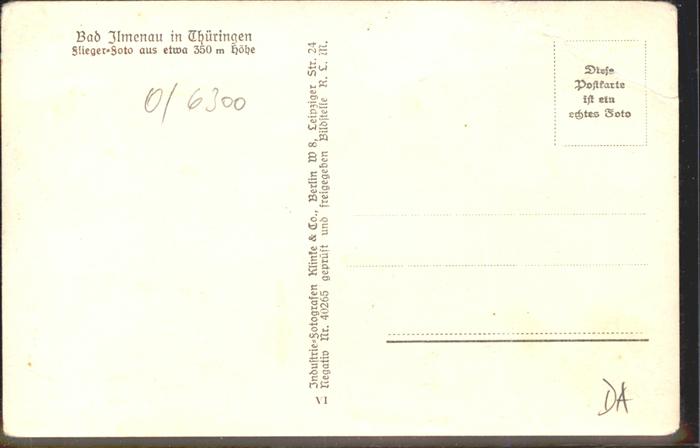 Bad Ilmenau in Thüringen
Flieger-Foto aus etwa 350 m Höhe
0/6300
Industrie-Fotografen Klinke & Co., Berlin W 8, Leipziger Str. 24
Negativ Nr. 40265 geprüft und freigegeben Bildstelle R. L. M.
VI
Diese
Postkarte
ist ein
echtes Foto
DA